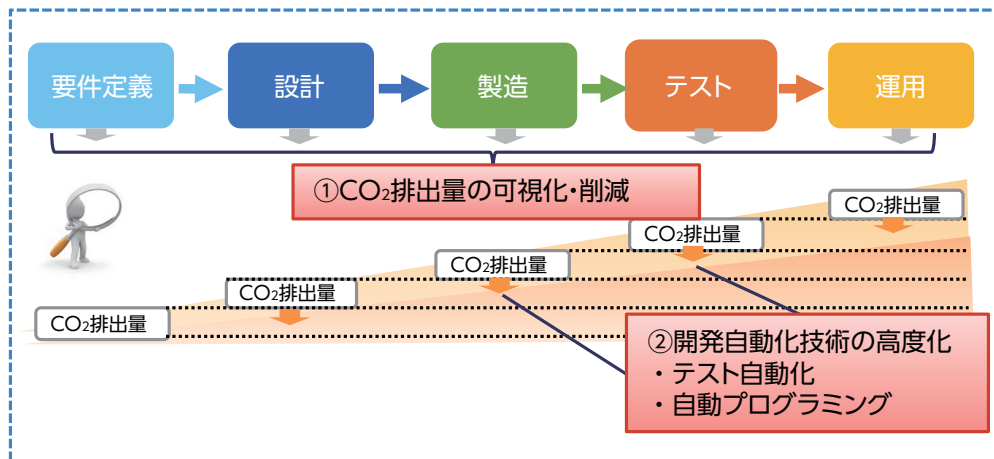 要件定義
設計
製造
テスト
運用
①CO₂排出量の可視化・削減
CO₂排出量
CO₂排出量
CO₂排出量
CO₂排出量
CO₂排出量
②開発自動化技術の高度化
・テスト自動化
・自動プログラミング